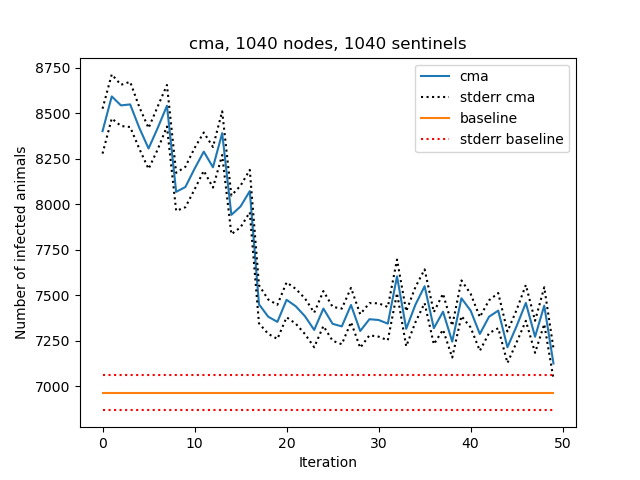 cma, 1040 nodes, 1040 sentinels
8750
8500
8250
8000
7750
7500
7250
7000
Number of infected animals
cma
stderr cma
baseline
stderr baseline
0 10 20 30 40 50
Iteration